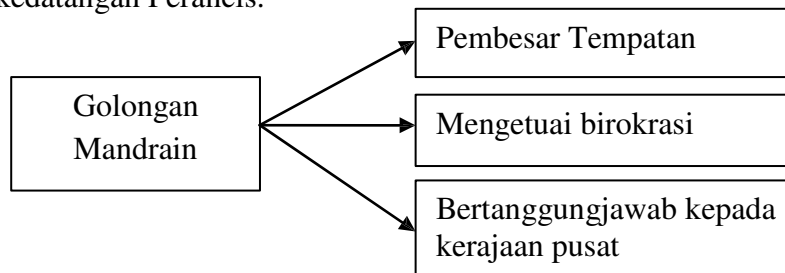 kedatangan Perancis.
Pembesar Tempatan
Golongan
Mandrain
Mengetuai birokrasi
Bertanggungjawab kepada
kerajaan pusat